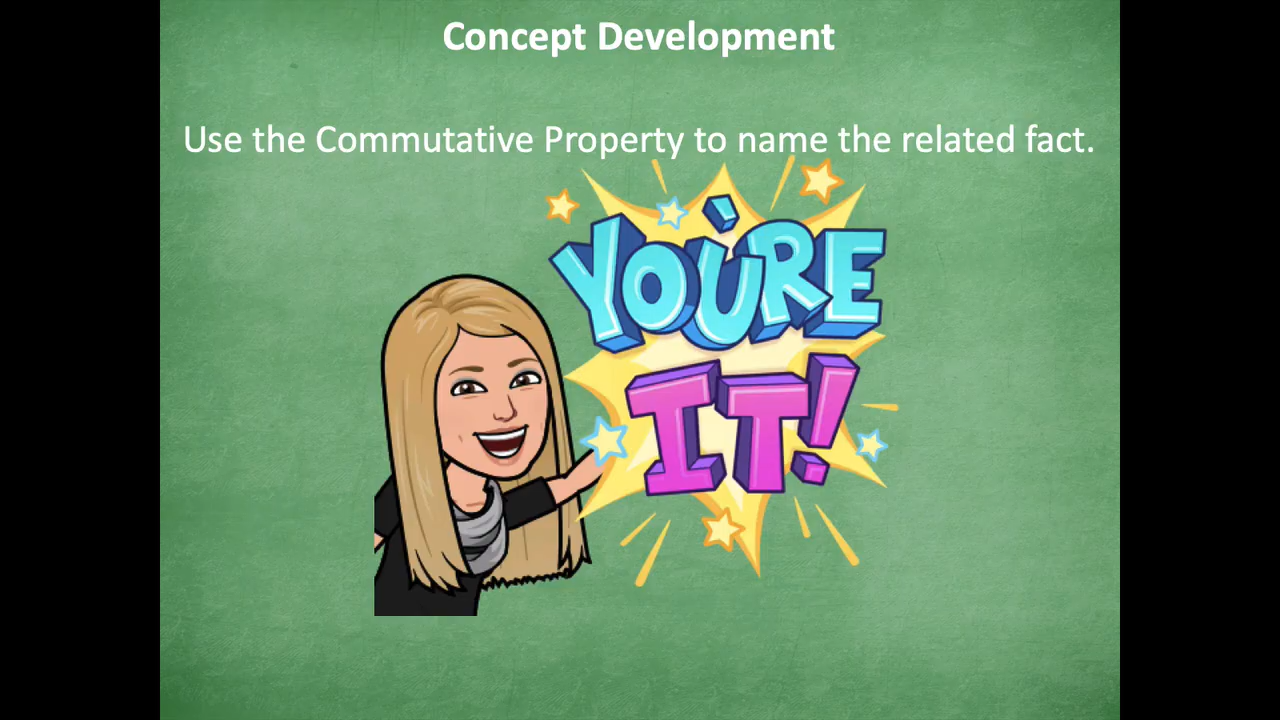 Concept Development
Use the Commutative Property to name the related fact.
YOU'RE
IT!